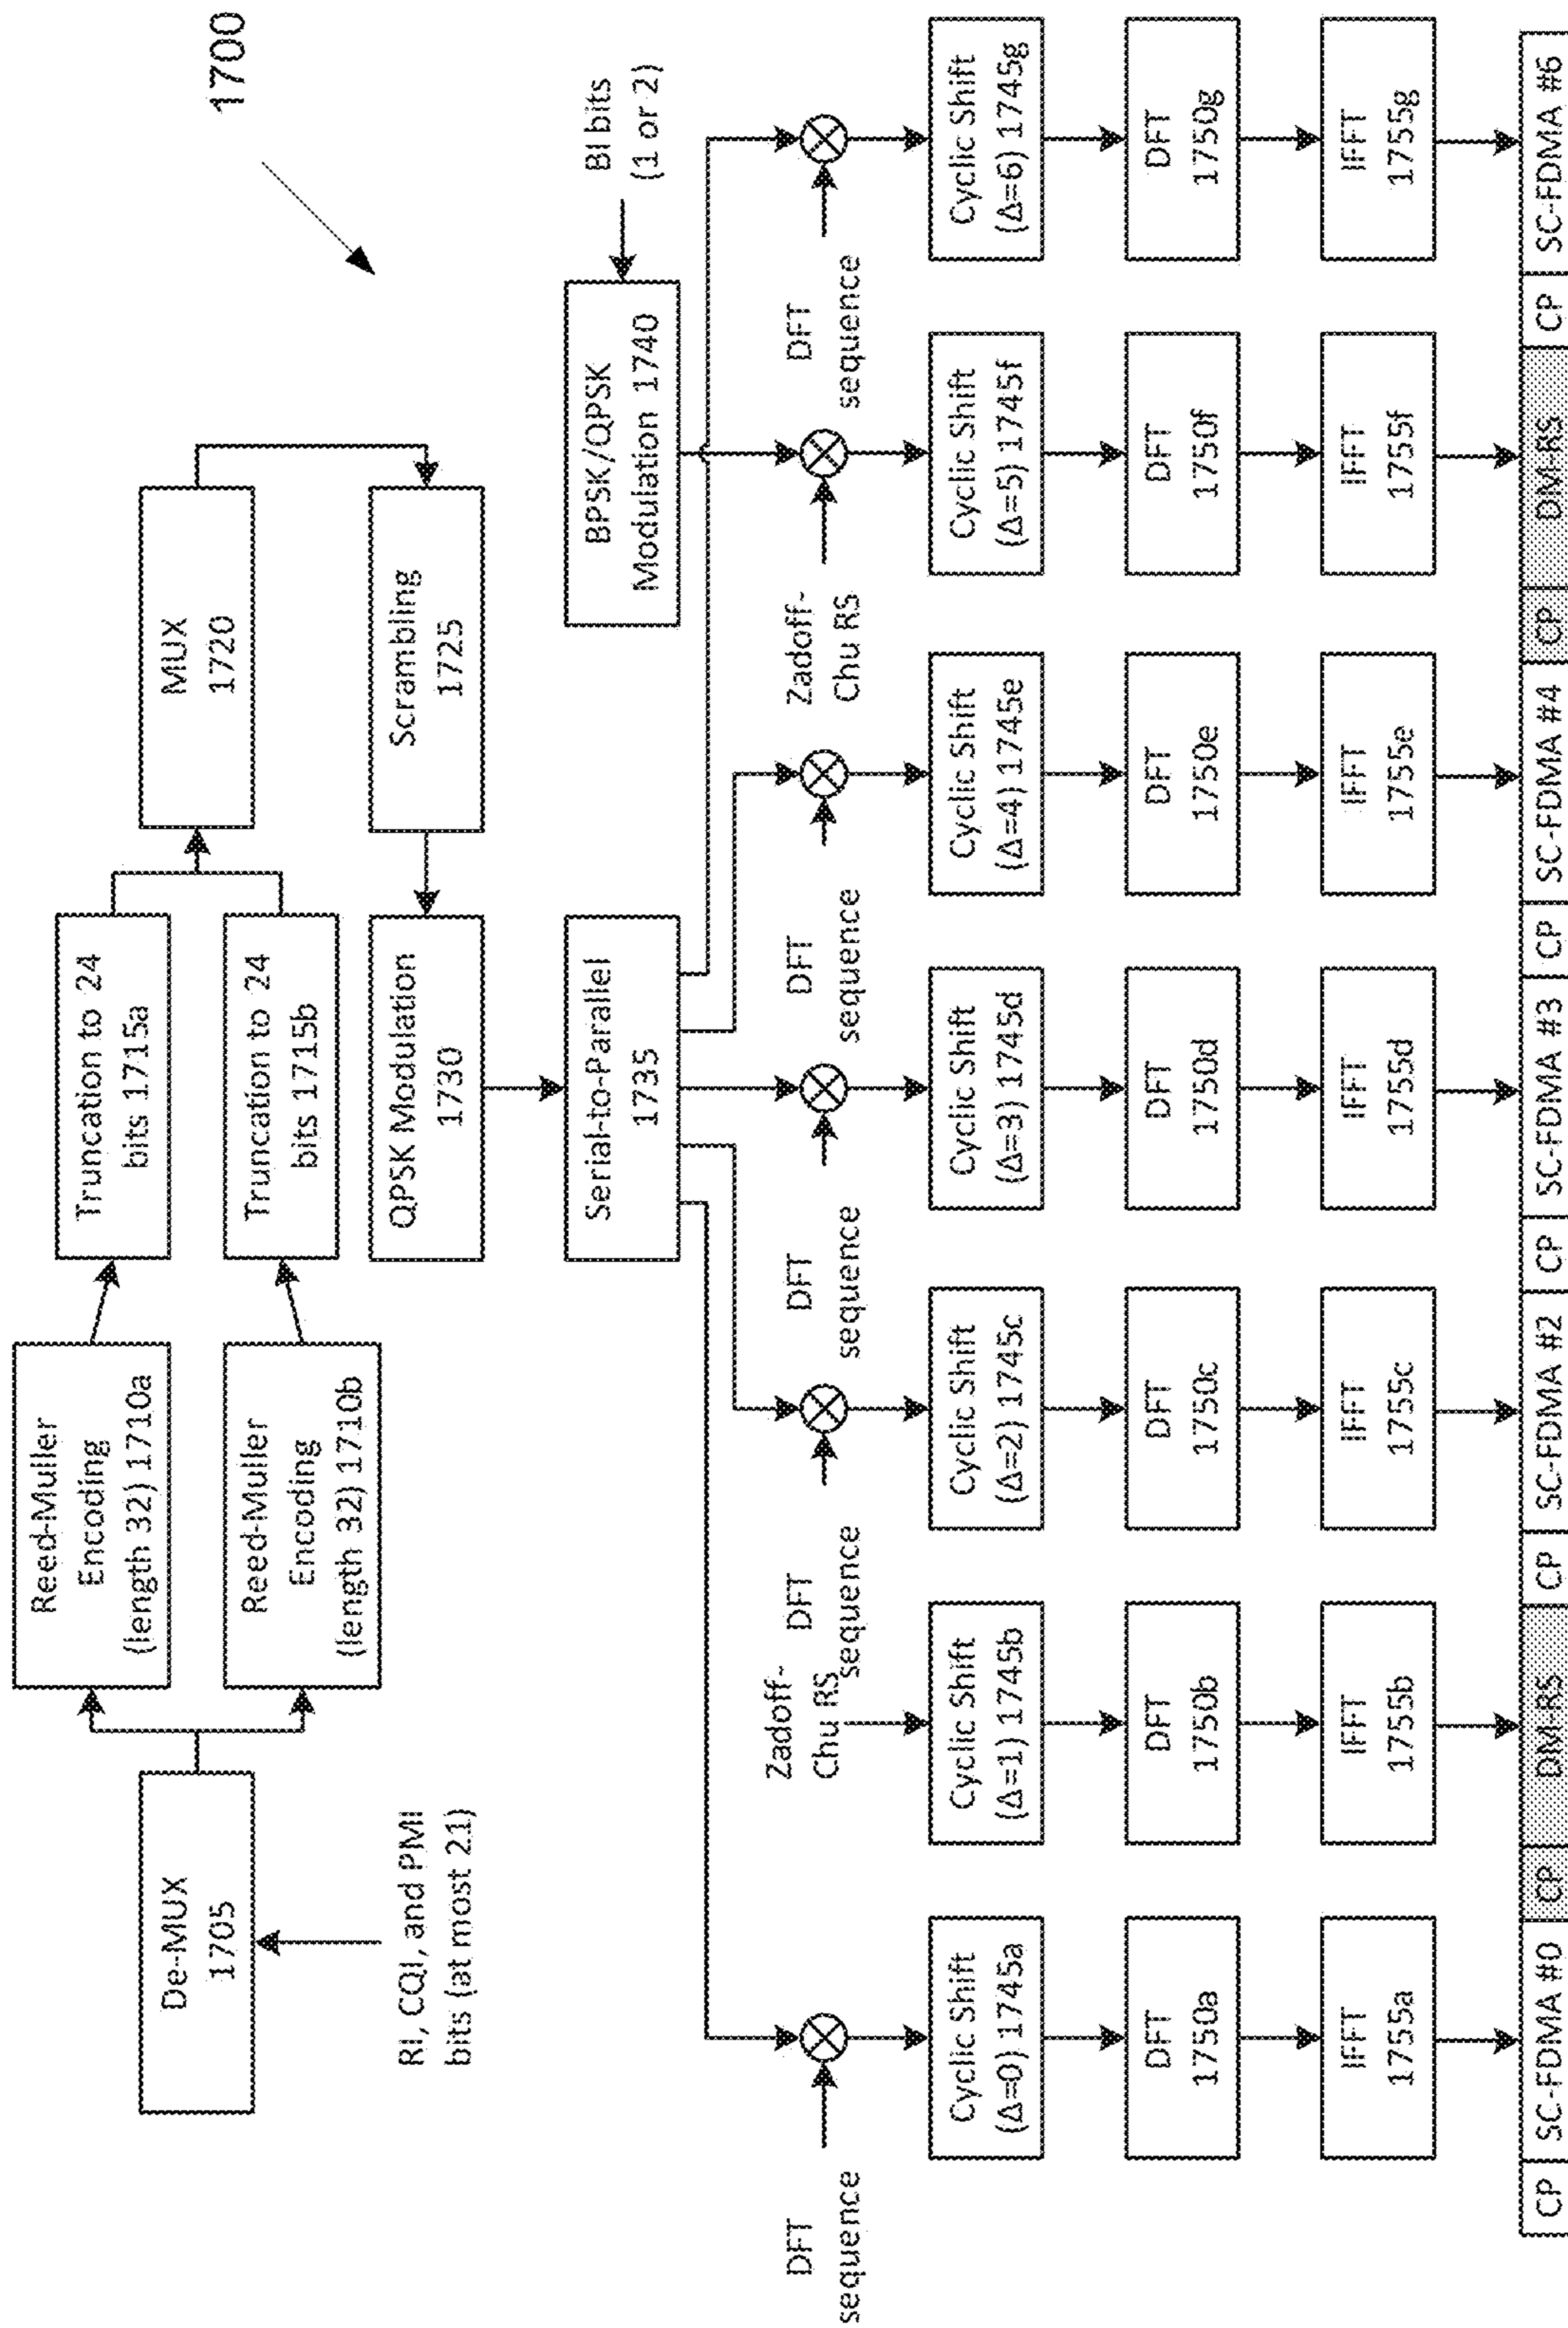 1700
De-MUX
1705
RI, CQI, and PMI
bits (at most 21)
Reed-Muller
Encoding
(length 32) 1710a
Reed-Muller
Encoding
(length 32) 1710b
Truncation to 24
bits 1715a
Truncation to 24
bits 1715b
MUX
1720
Scrambling
1725
QPSK Modulation
1730
Serial-to-Parallel
1735
BPSK/QPSK
Modulation 1740
BI bits
(1 or 2)
DFT
sequence
Zadoff-
Chu RS
DFT
sequence
DFT
sequence
DFT
sequence
Zadoff-
Chu RS
DFT
sequence
Cyclic Shift
(Δ=0) 1745a
Cyclic Shift
(Δ=1) 1745b
Cyclic Shift
(Δ=2) 1745c
Cyclic Shift
(Δ=3) 1745d
Cyclic Shift
(Δ=4) 1745e
Cyclic Shift
(Δ=5) 1745f
Cyclic Shift
(Δ=6) 1745g
DFT
1750a
DFT
1750b
DFT
1750c
DFT
1750d
DFT
1750e
DFT
1750f
DFT
1750g
IFFT
1755a
IFFT
1755b
IFFT
1755c
IFFT
1755d
IFFT
1755e
IFFT
1755f
IFFT
1755g
CP SC-FDMA #0 CP DM-RS CP SC-FDMA #2 CP SC-FDMA #3 CP SC-FDMA #4 CP DM-RS CP SC-FDMA #6